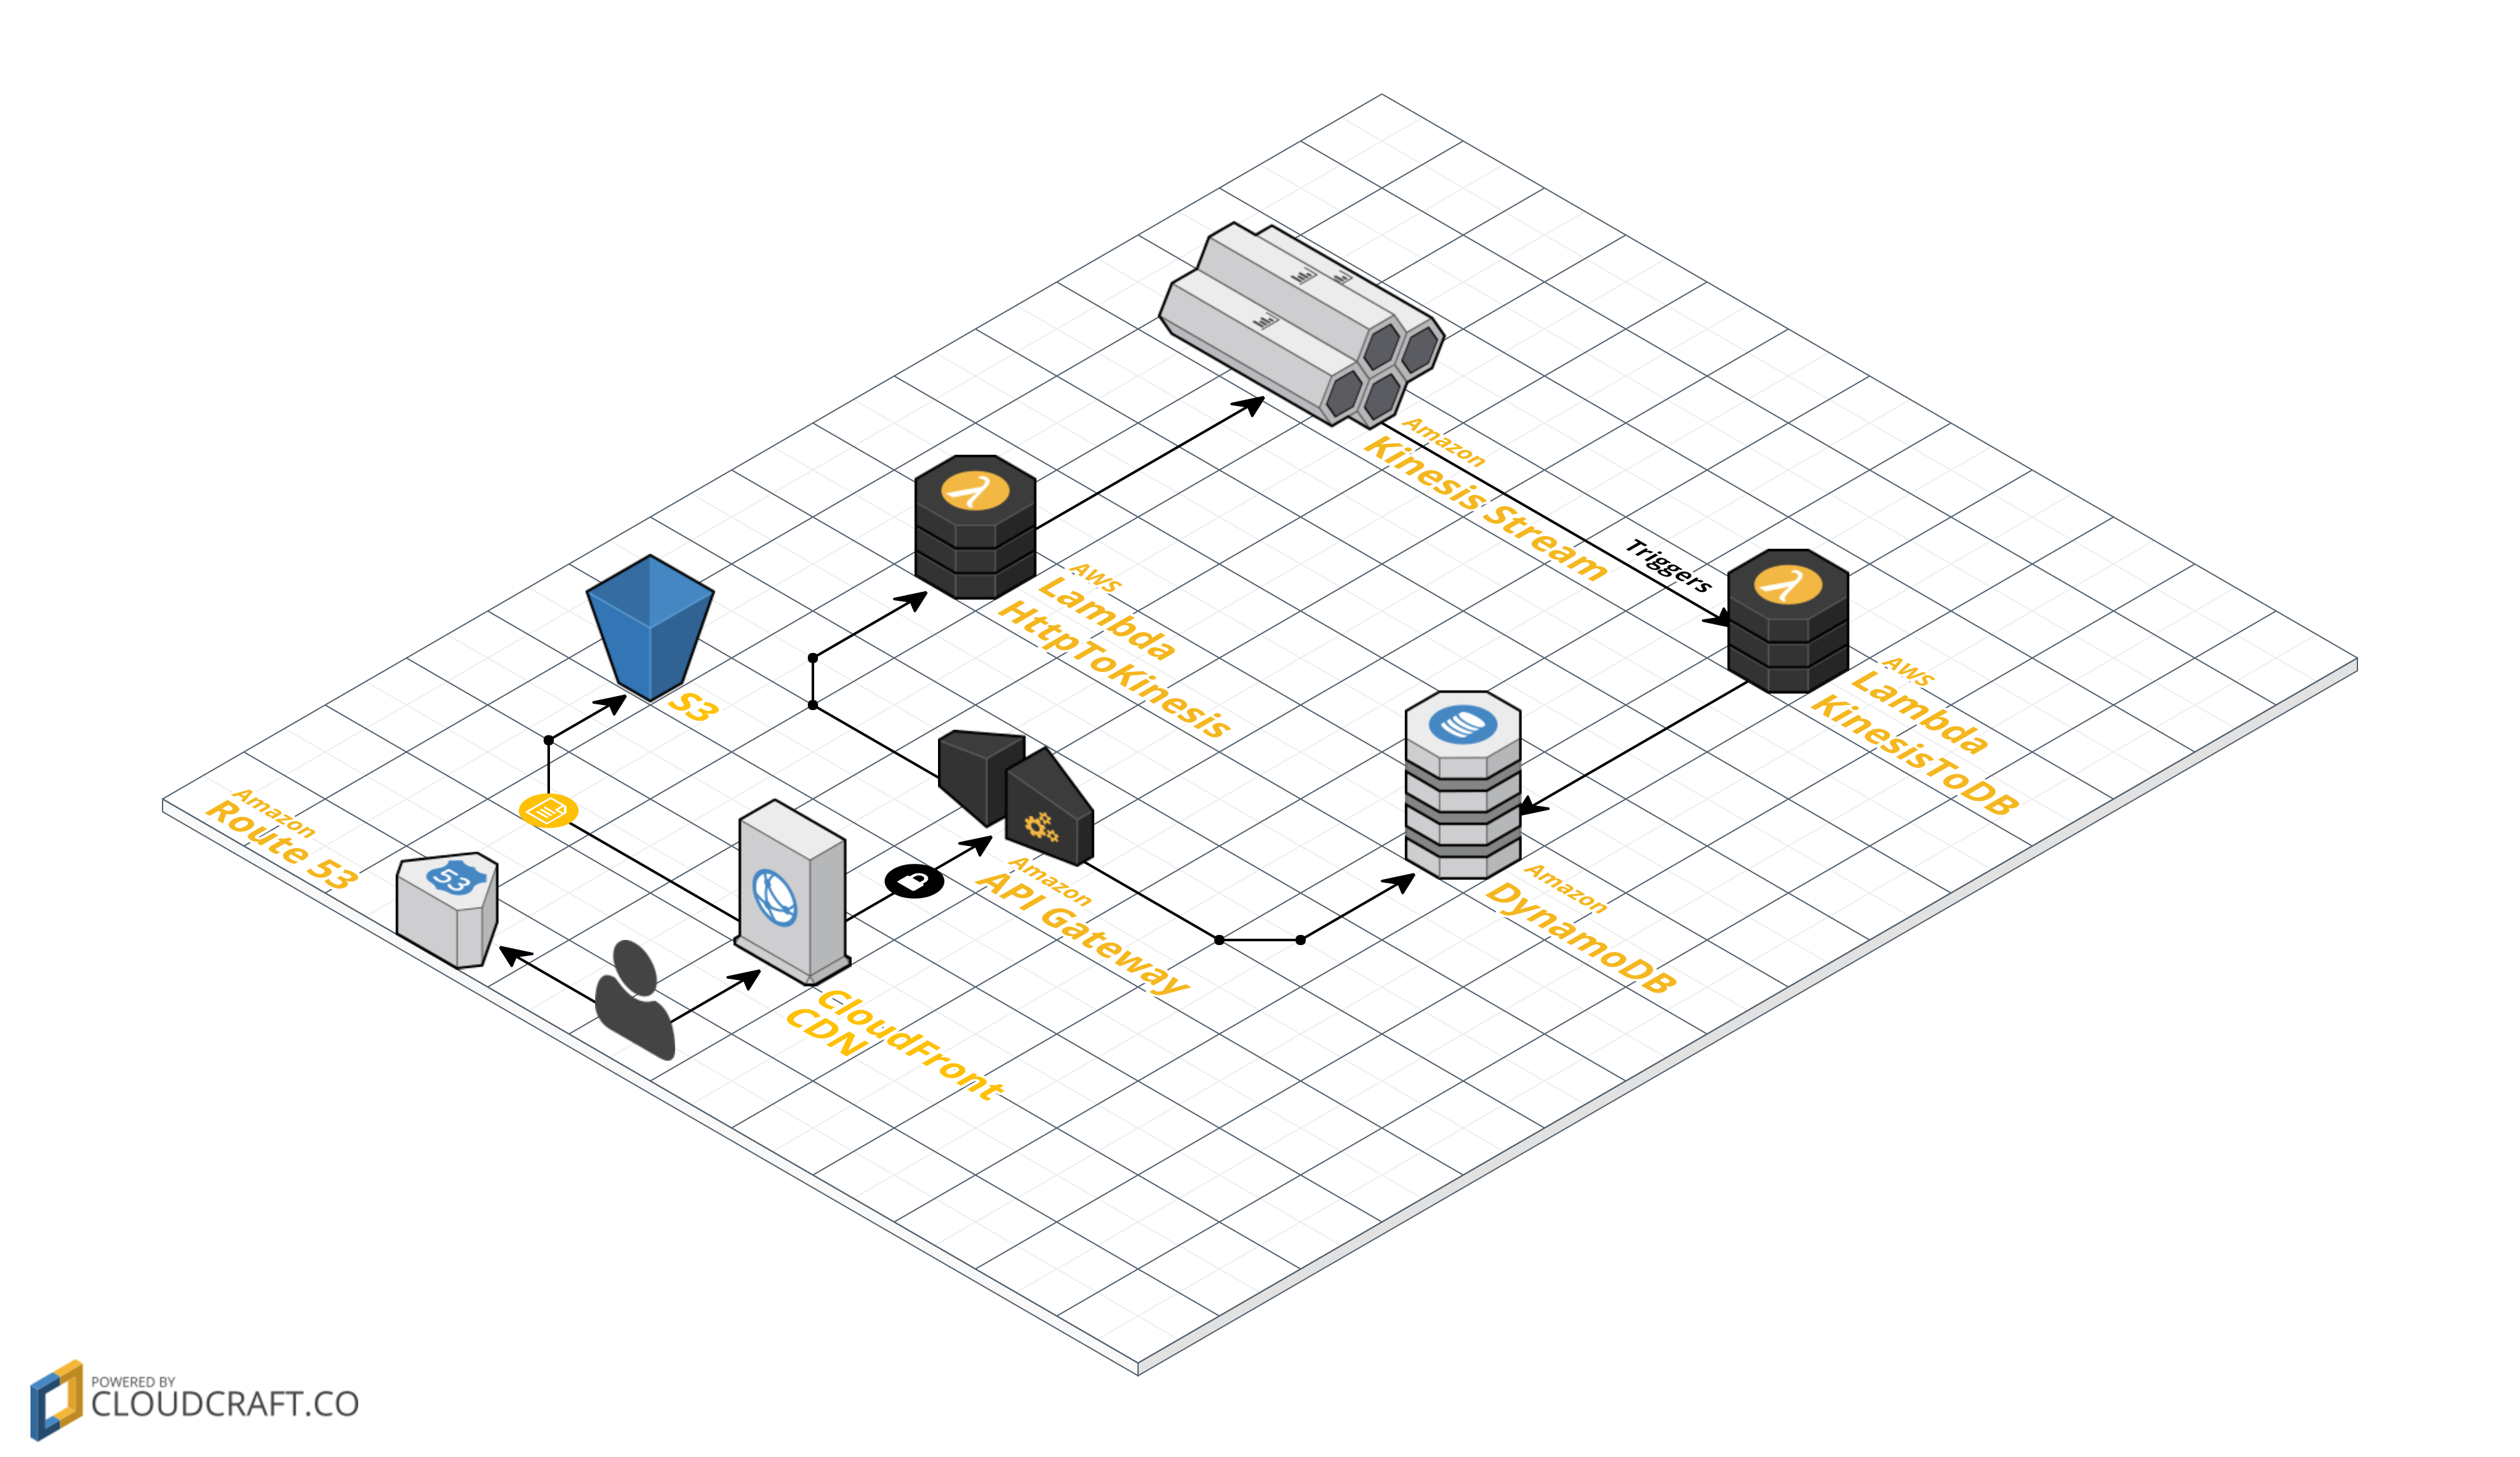 Amazon
Kinesis Stream
Triggers
AWS
Lambda
HttpToKinesis
AWS
Lambda
KinesisToDB
S3
Amazon
Route 53
53
Amazon
API Gateway
Amazon
DynamoDB
CloudFront
CDN
POWERED BY
CLOUDCRAFT.CO